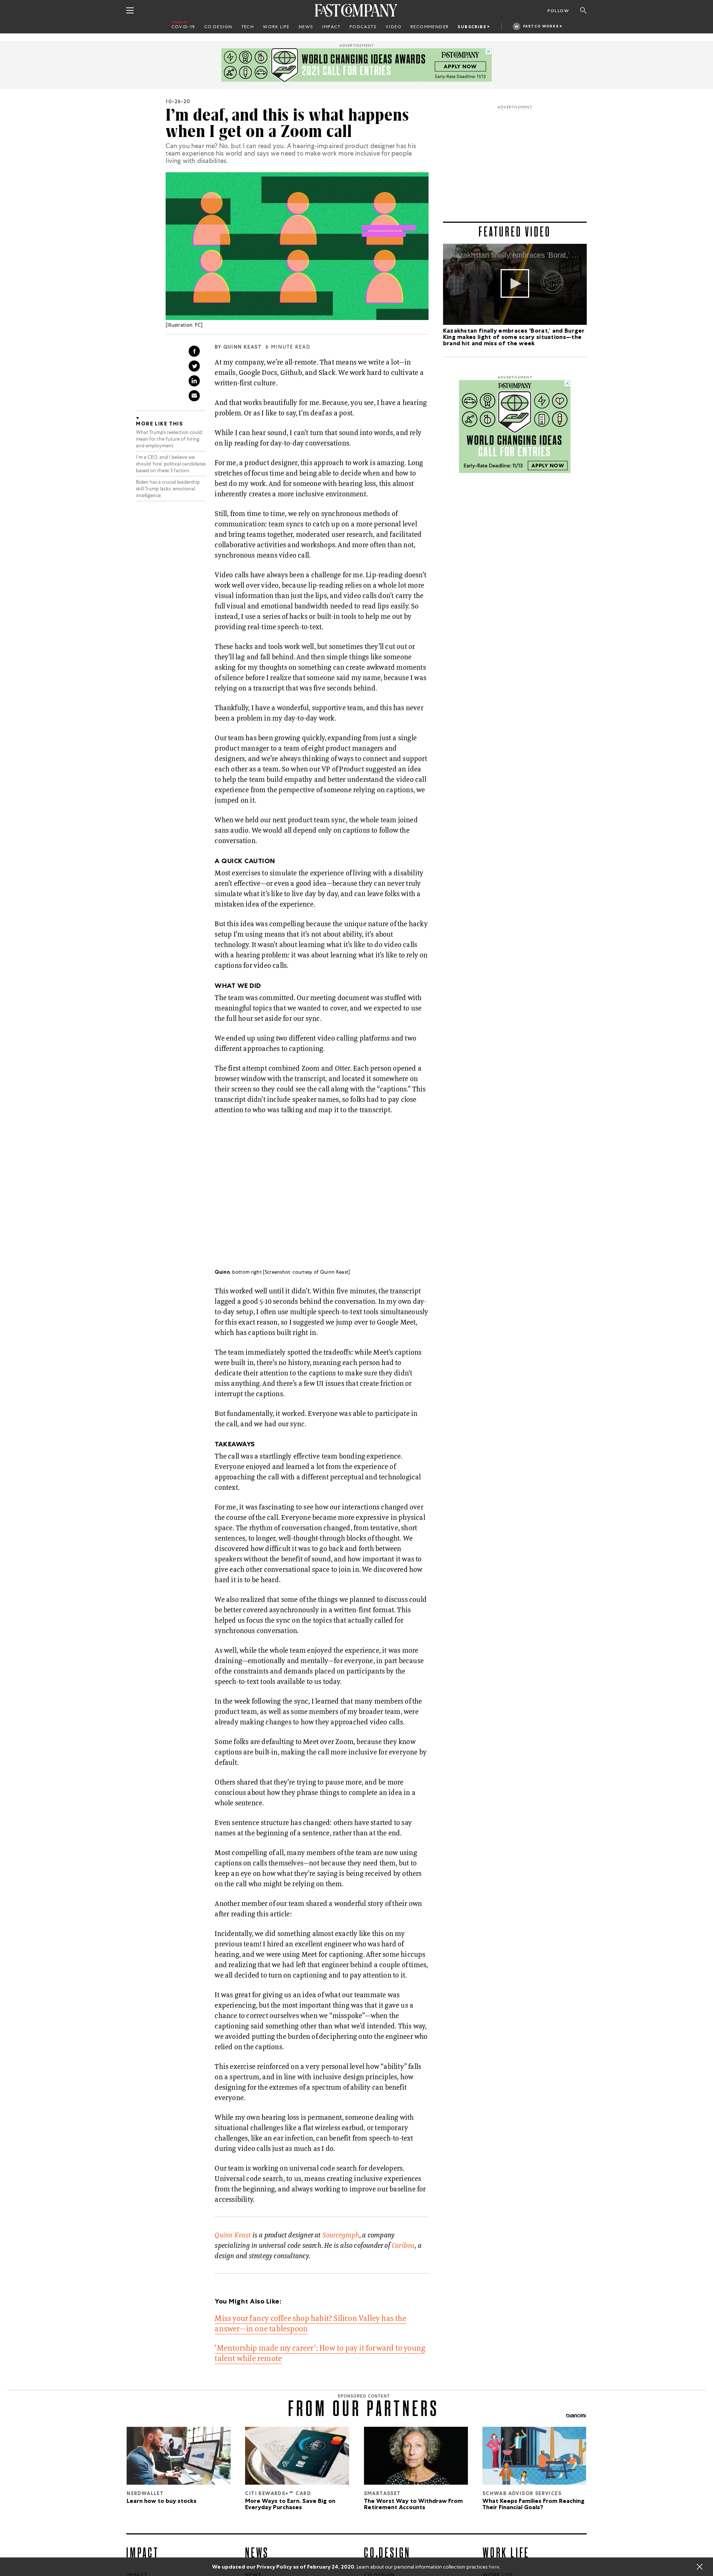 FAST COMPANY
FOLLOW
COVID-19
CO.DESIGN
TECH
WORK LIFE
NEWS
IMPACT
PODCASTS
VIDEO
RECOMMENDER
SUBSCRIBE
FASTCO WORKS
ADVERTISEMENT
WORLD CHANGING IDEAS AWARDS
2021 CALL FOR ENTRIES
FAST COMPANY
APPLY NOW
Early-Rate Deadline: 11/13
10-26-20
I’m deaf, and this is what happens
when I get on a Zoom call
Can you hear me? No, but I can read you. A hearing-impaired product designer has his
team experience his world and says we need to make work more inclusive for people
living with disabilites.
[Illustration: FC]
BY QUINN KEAST 6 MINUTE READ
At my company, we’re all-remote. That means we write a lot—in
emails, Google Docs, Github, and Slack. We work hard to cultivate a
written-first culture.
And that works beautifully for me. Because, you see, I have a hearing
problem. Or as I like to say, I’m deaf as a post.
While I can hear sound, I can’t turn that sound into words, and rely
on lip reading for day-to-day conversations.
For me, a product designer, this approach to work is amazing. Long
stretches of focus time and being able to decide when and how to
best do my work. And for someone with hearing loss, this almost
inherently creates a more inclusive environment.
Still, from time to time, we rely on synchronous methods of
communication: team syncs to catch up on a more personal level
and bring teams together, moderated user research, and facilitated
collaborative activities and workshops. And more often than not,
synchronous means video call.
Video calls have always been a challenge for me. Lip-reading doesn’t
work well over video, because lip-reading relies on a whole lot more
visual information than just the lips, and video calls don’t carry the
full visual and emotional bandwidth needed to read lips easily. So
instead, I use a series of hacks or built-in tools to help me out by
providing real-time speech-to-text.
These hacks and tools work well, but sometimes they’ll cut out or
they’ll lag and fall behind. And then simple things like someone
asking for my thoughts on something can create awkward moments
of silence before I realize that someone said my name, because I was
relying on a transcript that was five seconds behind.
Thankfully, I have a wonderful, supportive team, and this has never
been a problem in my day-to-day work.
Our team has been growing quickly, expanding from just a single
product manager to a team of eight product managers and
designers, and we’re always thinking of ways to connect and support
each other as a team. So when our VP of Product suggested an idea
to help the team build empathy and better understand the video call
experience from the perspective of someone relying on captions, we
jumped on it.
When we held our next product team sync, the whole team joined
sans audio. We would all depend only on captions to follow the
conversation.
A QUICK CAUTION
Most exercises to simulate the experience of living with a disability
aren’t effective—or even a good idea—because they can never truly
simulate what it’s like to live day by day, and can leave folks with a
mistaken idea of the experience.
But this idea was compelling because the unique nature of the hacky
setup I’m using means that it’s not about ability, it’s about
technology. It wasn’t about learning what it’s like to do video calls
with a hearing problem: it was about learning what it’s like to rely on
captions for video calls.
WHAT WE DID
The team was committed. Our meeting document was stuffed with
meaningful topics that we wanted to cover, and we expected to use
the full hour set aside for our sync.
We ended up using two different video calling platforms and two
different approaches to captioning.
The first attempt combined Zoom and Otter. Each person opened a
browser window with the transcript, and located it somewhere on
their screen so they could see the call along with the “captions.” This
transcript didn’t include speaker names, so folks had to pay close
attention to who was talking and map it to the transcript.
Quinn, bottom right [Screenshot: courtesy of Quinn Keast]
This worked well until it didn’t. Within five minutes, the transcript
lagged a good 5-10 seconds behind the conversation. In my own day-
to-day setup, I often use multiple speech-to-text tools simultaneously
for this exact reason, so I suggested we jump over to Google Meet,
which has captions built right in.
The team immediately spotted the tradeoffs: while Meet’s captions
were built in, there’s no history, meaning each person had to
dedicate their attention to the captions to make sure they didn’t
miss anything. And there’s a few UI issues that create friction or
interrupt the captions.
But fundamentally, it worked. Everyone was able to participate in
the call, and we had our sync.
TAKEAWAYS
The call was a startlingly effective team bonding experience.
Everyone enjoyed and learned a lot from the experience of
approaching the call with a different perceptual and technological
context.
For me, it was fascinating to see how our interactions changed over
the course of the call. Everyone became more expressive in physical
space. The rhythm of conversation changed, from tentative, short
sentences, to longer, well-thought-through blocks of thought. We
discovered how difficult it was to go back and forth between
speakers without the benefit of sound, and how important it was to
give each other conversational space to join in. We discovered how
hard it is to be heard.
We also realized that some of the things we planned to discuss could
be better covered asynchronously in a written-first format. This
helped us focus the sync on the topics that actually called for
synchronous conversation.
As well, while the whole team enjoyed the experience, it was more
draining—emotionally and mentally—for everyone, in part because
of the constraints and demands placed on participants by the
speech-to-text tools available to us today.
In the week following the sync, I learned that many members of the
product team, as well as some members of my broader team, were
already making changes to how they approached video calls.
Some folks are defaulting to Meet over Zoom, because they know
captions are built-in, making the call more inclusive for everyone by
default.
Others shared that they’re trying to pause more, and be more
conscious about how they phrase things to complete an idea in a
whole sentence.
Even sentence structure has changed: others have started to say
names at the beginning of a sentence, rather than at the end.
Most compelling of all, many members of the team are now using
captions on calls themselves—not because they need them, but to
keep an eye on how what they’re saying is being received by others
on the call who might be relying on them.
Another member of our team shared a wonderful story of their own
after reading this article:
Incidentally, we did something almost exactly like this on my
previous team! I hired an excellent engineer who was hard of
hearing, and we were using Meet for captioning. After some hiccups
and realizing that we had left that engineer behind a couple of times,
we all decided to turn on captioning and to pay attention to it.
It was great for giving us an idea of what our teammate was
experiencing, but the most important thing was that it gave us a
chance to correct ourselves when we “misspoke”—when the
captioning said something other than what we’d intended. This way,
we avoided putting the burden of deciphering onto the engineer who
relied on the captions.
This exercise reinforced on a very personal level how “ability” falls
on a spectrum, and in line with inclusive design principles, how
designing for the extremes of a spectrum of ability can benefit
everyone.
While my own hearing loss is permanent, someone dealing with
situational challenges like a flat wireless earbud, or temporary
challenges, like an ear infection, can benefit from speech-to-text
during video calls just as much as I do.
Our team is working on universal code search for developers.
Universal code search, to us, means creating inclusive experiences
from the beginning, and always working to improve our baseline for
accessibility.
Quinn Keast is a product designer at Sourcegraph, a company
specializing in universal code search. He is also cofounder of Caribou, a
design and strategy consultancy.
You Might Also Like:
Miss your fancy coffee shop habit? Silicon Valley has the
answer—in one tablespoon
‘Mentorship made my career’: How to pay it forward to young
talent while remote
MORE LIKE THIS
What Trump’s reelection could
mean for the future of hiring
and employment
I’m a CEO, and I believe we
should ‘hire’ political candidates
based on these 3 factors
Biden has a crucial leadership
skill Trump lacks: emotional
intelligence
ADVERTISEMENT
FEATURED VIDEO
Kazakhstan finally embraces ‘Borat,’ ...
Kazakhstan finally embraces ‘Borat,’ and Burger
King makes light of some scary situations—the
brand hit and miss of the week
ADVERTISEMENT
FAST COMPANY
WORLD CHANGING IDEAS
CALL FOR ENTRIES
Early-Rate Deadline: 11/13
APPLY NOW
SPONSORED CONTENT
FROM OUR PARTNERS
dianomi
NERDWALLET
Learn how to buy stocks
CITI REWARDS+℠ CARD
More Ways to Earn. Save Big on
Everyday Purchases
SMARTASSET
The Worst Way to Withdraw From
Retirement Accounts
SCHWAB ADVISOR SERVICES
What Keeps Families From Reaching
Their Financial Goals?
IMPACT
NEWS
CO.DESIGN
WORK LIFE
We updated our Privacy Policy as of February 24, 2020. Learn about our personal information collection practices here.